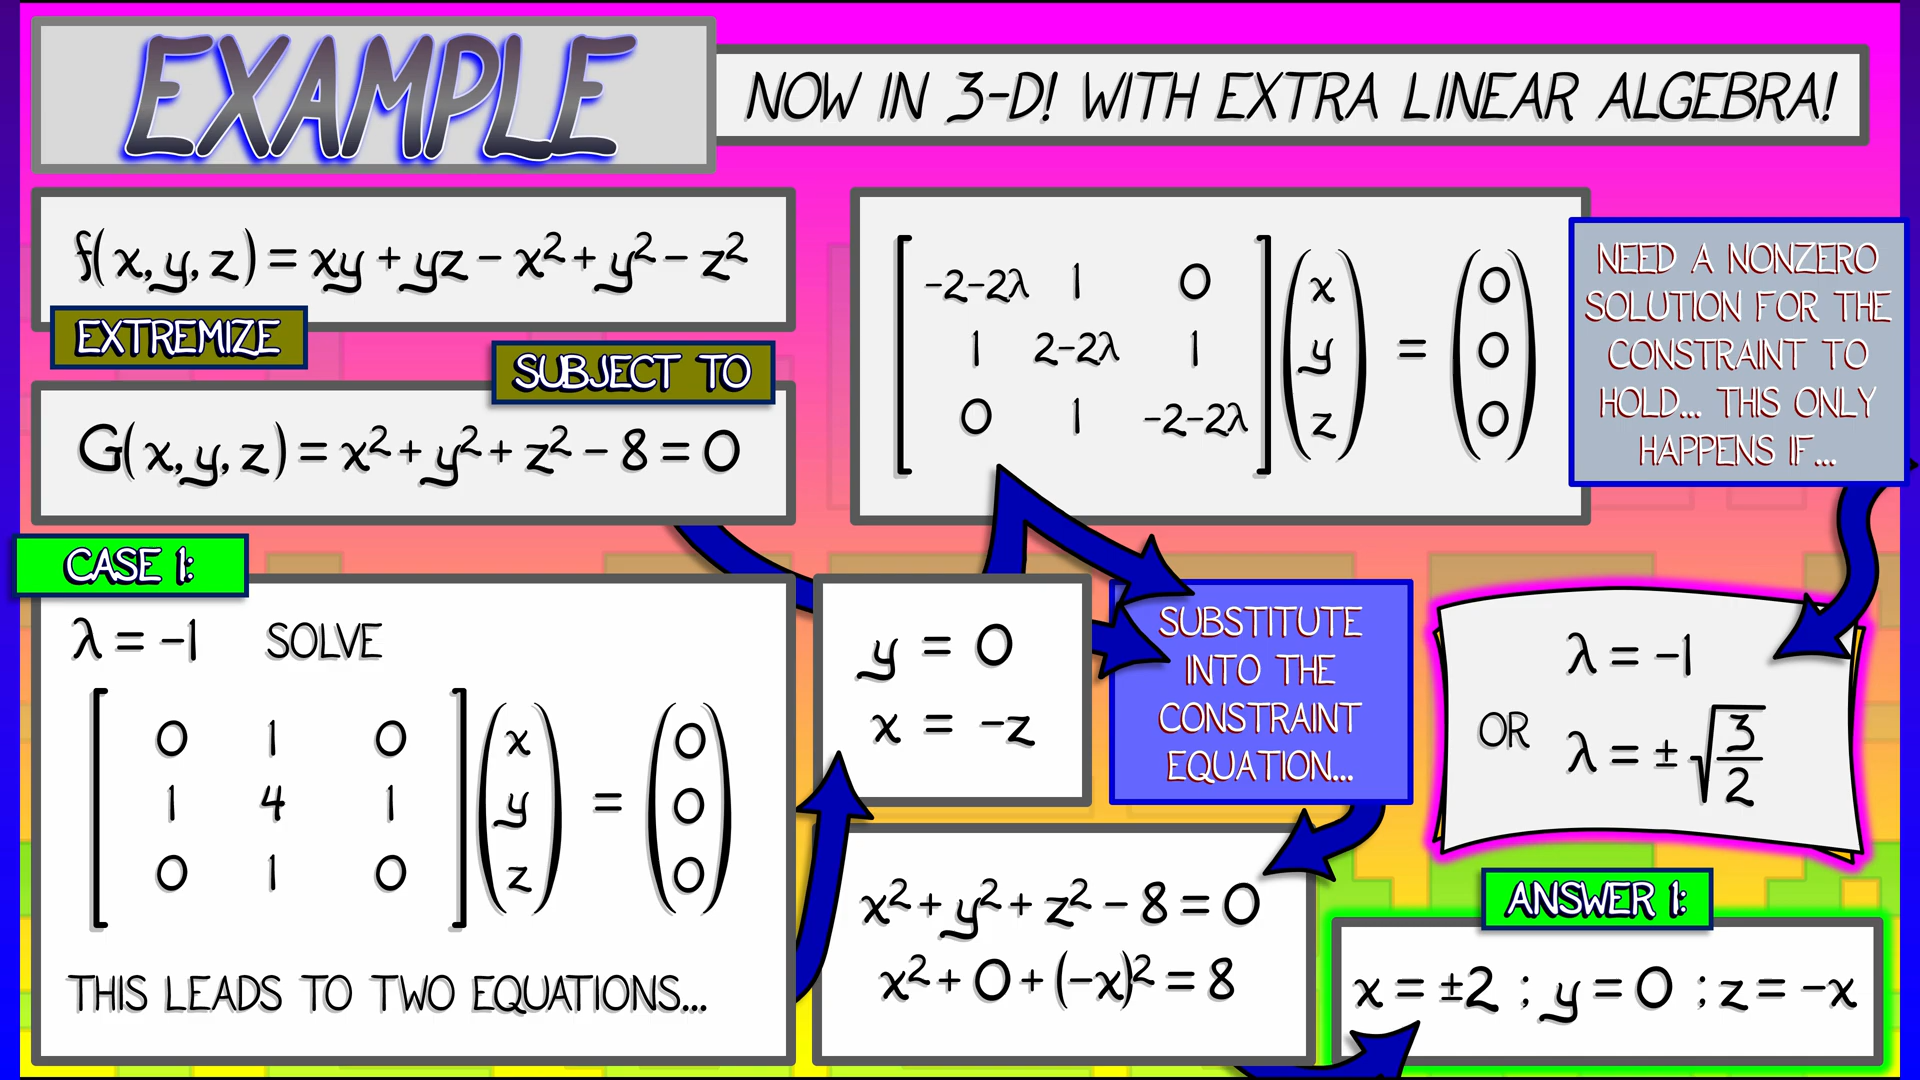 EXAMPLE
NOW IN 3-D! WITH EXTRA LINEAR ALGEBRA!
f(x, y, z) = xy + yz − x² + y² − z²
EXTREMIZE
SUBJECT TO
G(x, y, z) = x² + y² + z² − 8 = 0
[ −2−2λ 1 0 ] ( x ) ( 0 )
[ 1 2−2λ 1 ] ( y ) = ( 0 )
[ 0 1 −2−2λ ] ( z ) ( 0 )
NEED A NONZERO
SOLUTION FOR THE
CONSTRAINT TO
HOLD... THIS ONLY
HAPPENS IF...
λ = −1
OR λ = ± √(3/2)
CASE 1:
λ = −1 SOLVE
[ 0 1 0 ] ( x ) ( 0 )
[ 1 4 1 ] ( y ) = ( 0 )
[ 0 1 0 ] ( z ) ( 0 )
THIS LEADS TO TWO EQUATIONS...
y = 0
x = −z
SUBSTITUTE
INTO THE
CONSTRAINT
EQUATION...
x² + y² + z² − 8 = 0
x² + 0 + (−x)² = 8
ANSWER 1:
x = ±2 ; y = 0 ; z = −x